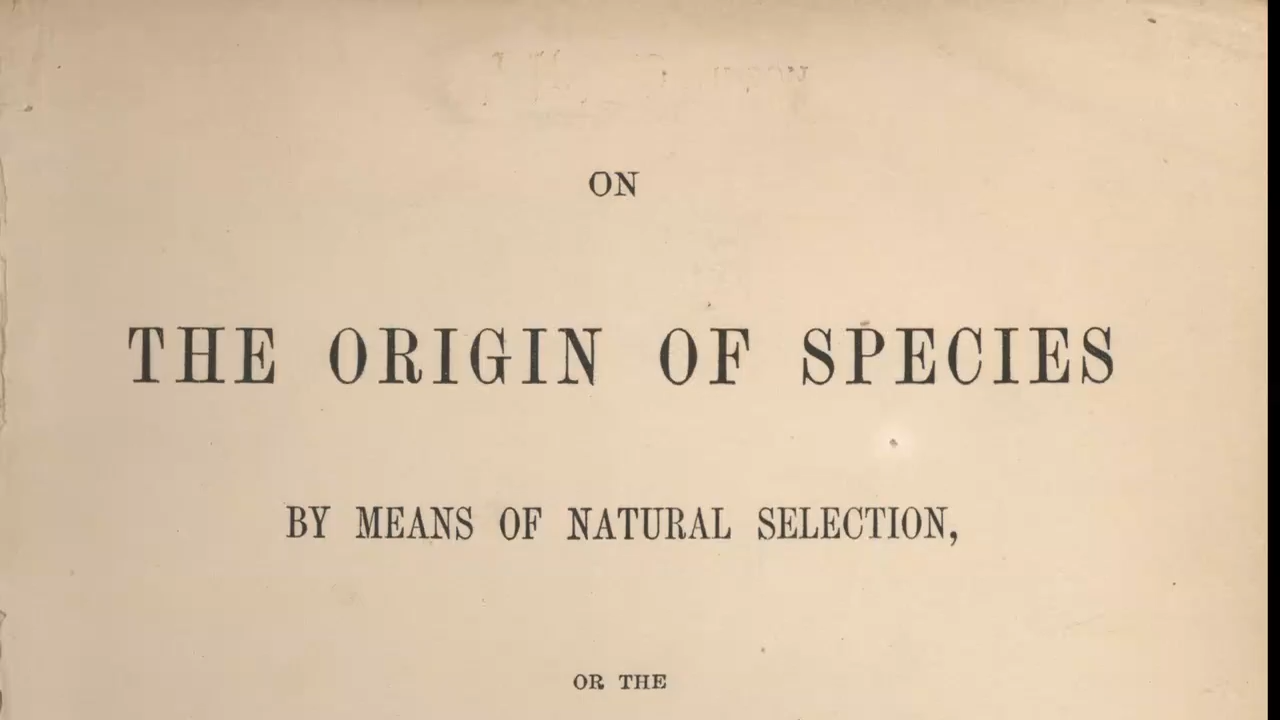 ON
THE ORIGIN OF SPECIES
BY MEANS OF NATURAL SELECTION,
OR THE